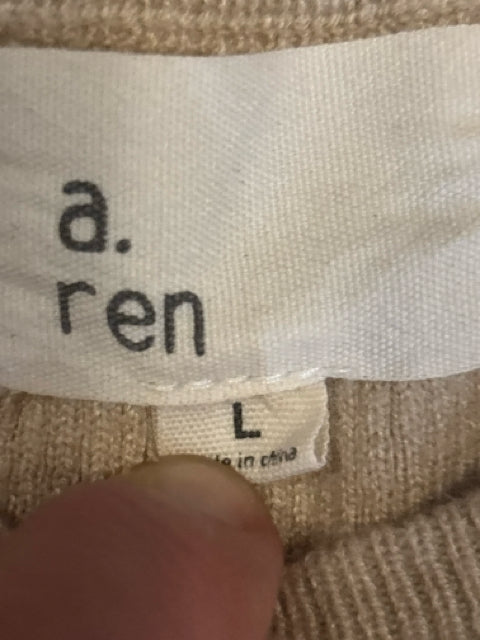 a.
ren
L
in china